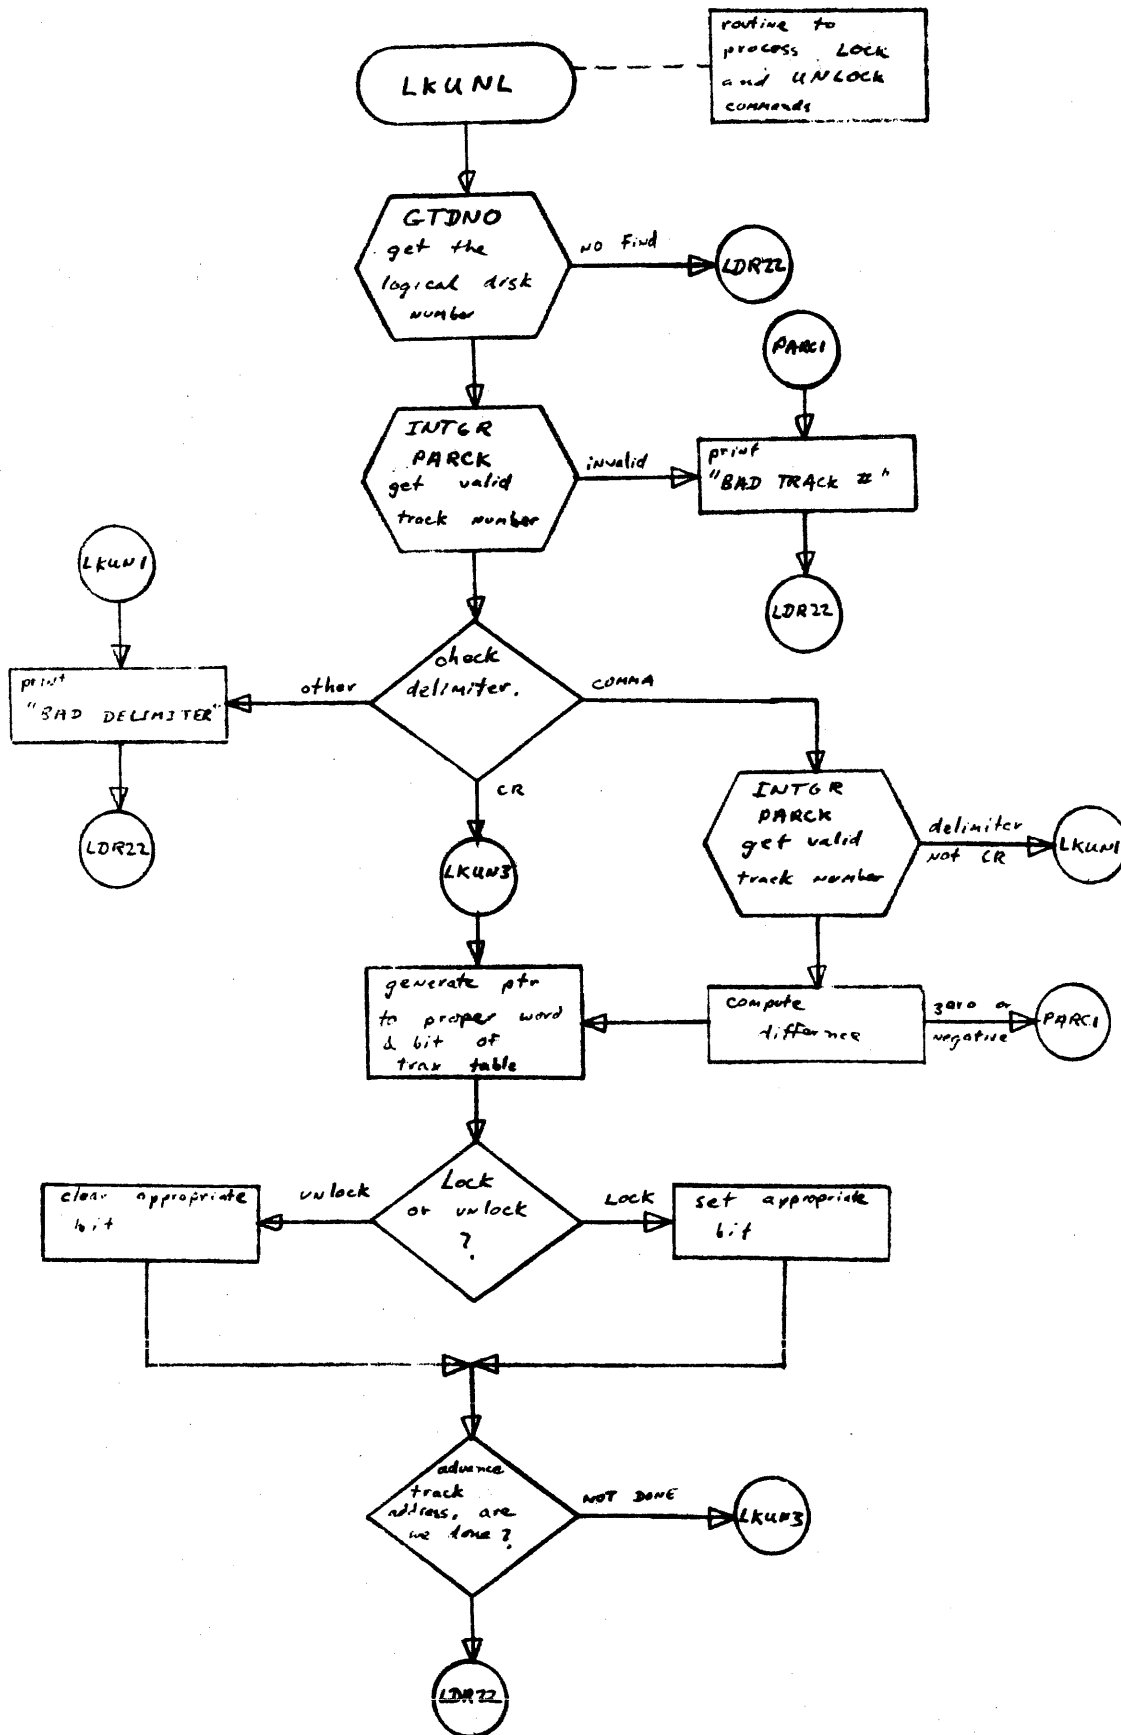 routine to
process LOCK
and UNLOCK
commands
LKUNL
GTDNO
get the
logical disk
number
NO FIND
LDR22
PARC1
INTGR
PARCK
get valid
track number
invalid
print
"BAD TRACK #"
LDR22
LKUN1
print
"BAD DELIMITER"
LDR22
other
check
delimiter.
COMMA
CR
INTGR
PARCK
get valid
track number
delimiter
NOT CR
LKUN1
LKUN3
generate ptr
to proper word
& bit of
trax table
compute
difference
zero or
negative
PARC1
clear appropriate
bit
unlock
Lock
or unlock
?
LOCK
set appropriate
bit
advance
track
address, are
we done?
NOT DONE
LKUN3
LDR22